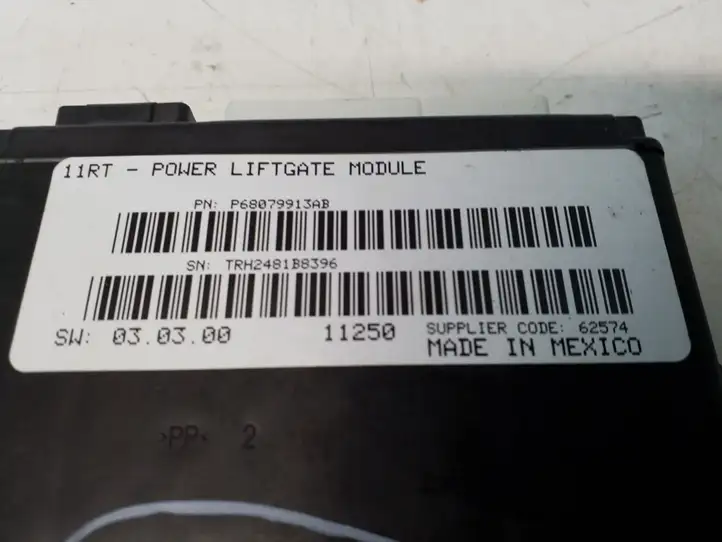 11RT - POWER LIFTGATE MODULE
PN: P68079913AB
SN: TRH2481B8396
SW: 03.03.00 11250 SUPPLIER CODE: 62574
MADE IN MEXICO
>PP< 2